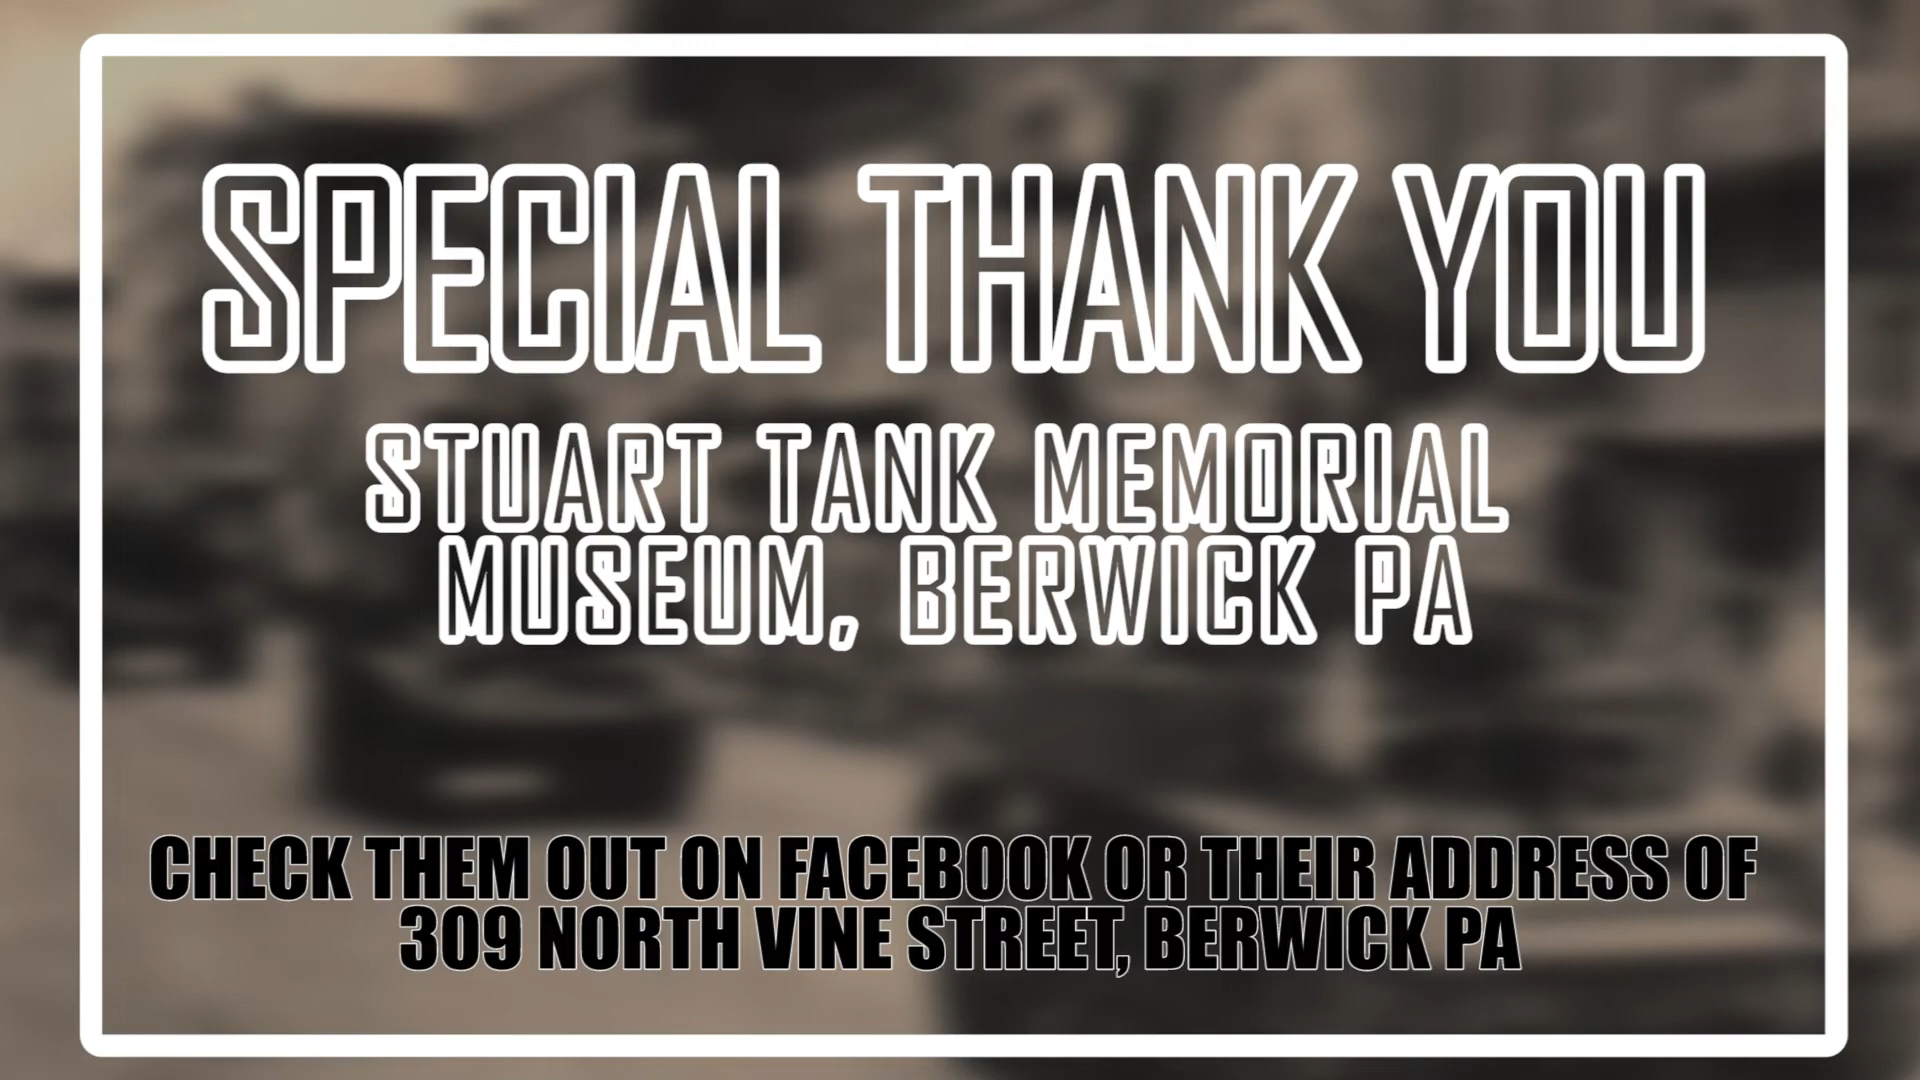 SPECIAL THANK YOU
STUART TANK MEMORIAL
MUSEUM, BERWICK PA
CHECK THEM OUT ON FACEBOOK OR THEIR ADDRESS OF
309 NORTH VINE STREET, BERWICK PA